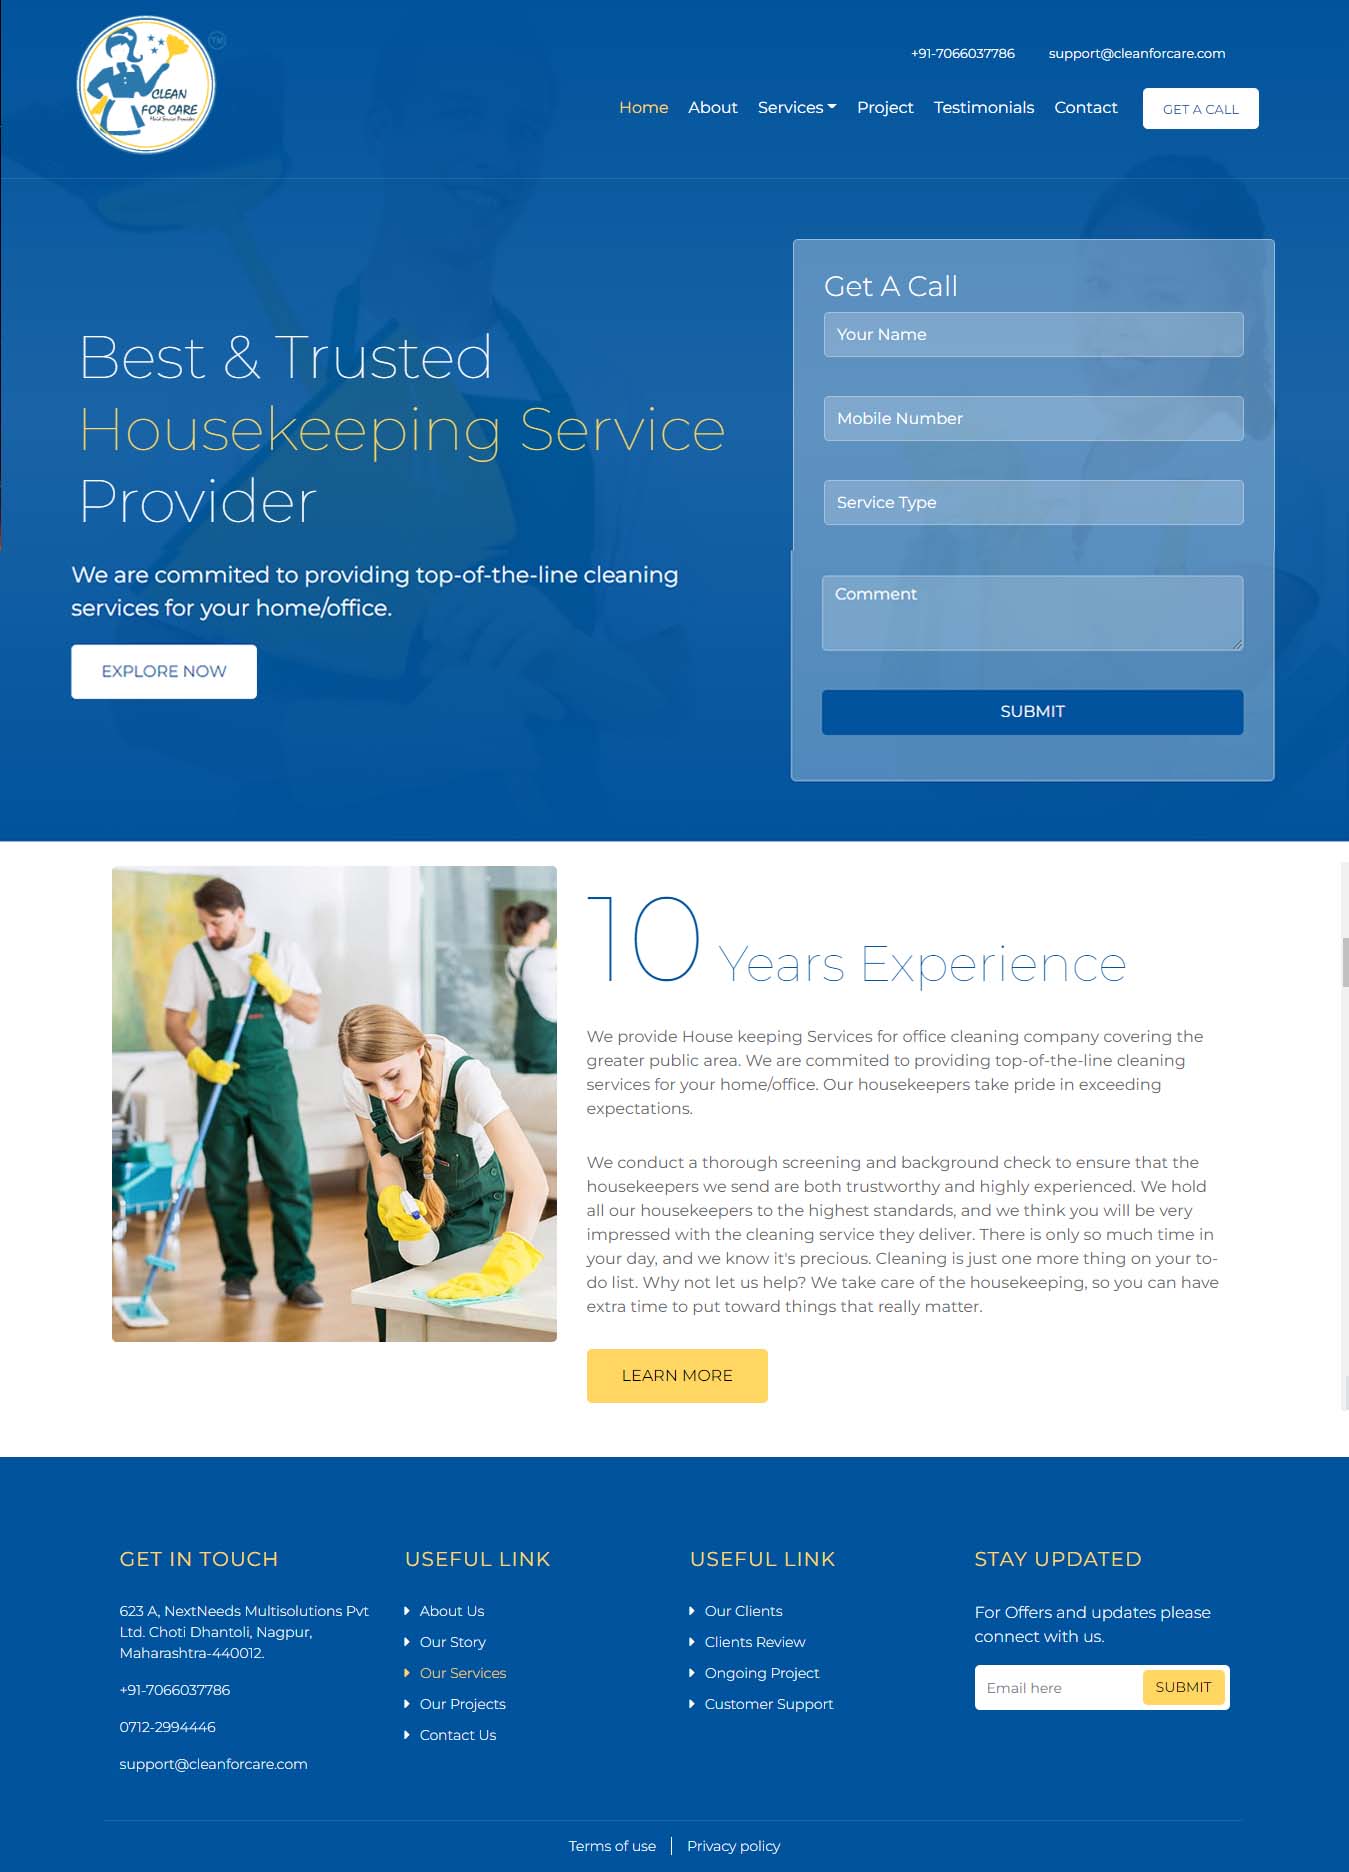 CLEAN
FOR CARE
Maid Service Provider
TM
+91-7066037786 support@cleanforcare.com
Home About Services Project Testimonials Contact GET A CALL
Best & Trusted
Housekeeping Service
Provider
We are commited to providing top-of-the-line cleaning
services for your home/office.
EXPLORE NOW
Get A Call
Your Name
Mobile Number
Service Type
Comment
SUBMIT
10 Years Experience
We provide House keeping Services for office cleaning company covering the
greater public area. We are commited to providing top-of-the-line cleaning
services for your home/office. Our housekeepers take pride in exceeding
expectations.
We conduct a thorough screening and background check to ensure that the
housekeepers we send are both trustworthy and highly experienced. We hold
all our housekeepers to the highest standards, and we think you will be very
impressed with the cleaning service they deliver. There is only so much time in
your day, and we know it's precious. Cleaning is just one more thing on your to-
do list. Why not let us help? We take care of the housekeeping, so you can have
extra time to put toward things that really matter.
LEARN MORE
GET IN TOUCH
623 A, NextNeeds Multisolutions Pvt
Ltd. Choti Dhantoli, Nagpur,
Maharashtra-440012.
+91-7066037786
0712-2994446
support@cleanforcare.com
USEFUL LINK
About Us
Our Story
Our Services
Our Projects
Contact Us
USEFUL LINK
Our Clients
Clients Review
Ongoing Project
Customer Support
STAY UPDATED
For Offers and updates please
connect with us.
Email here SUBMIT
Terms of use | Privacy policy